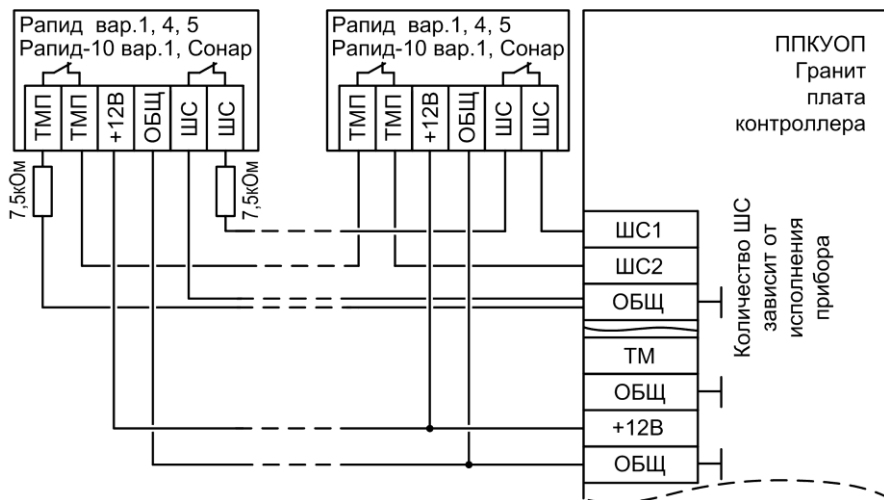 Рапид вар.1, 4, 5
Рапид-10 вар.1, Сонар
ТМП
ТМП
+12В
ОБЩ
ШС
ШС
7,5кОм
7,5кОм
Рапид вар.1, 4, 5
Рапид-10 вар.1, Сонар
ТМП
ТМП
+12В
ОБЩ
ШС
ШС
ППКУОП
Гранит
плата
контроллера
ШС1
ШС2
ОБЩ
ТМ
ОБЩ
+12В
ОБЩ
Количество ШС
зависит от
исполнения
прибора